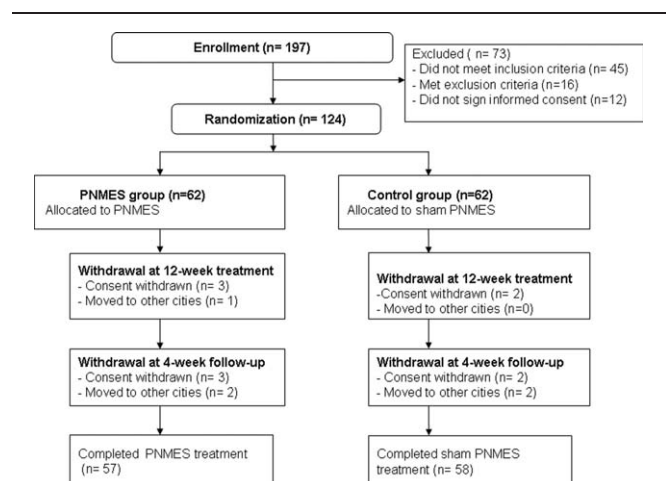 Enrollment (n= 197)
Excluded ( n= 73)
- Did not meet inclusion criteria (n= 45)
- Met exclusion criteria (n=16)
- Did not sign informed consent (n=12)
Randomization (n= 124)
PNMES group (n=62)
Allocated to PNMES
Control group (n=62)
Allocated to sham PNMES
Withdrawal at 12-week treatment
- Consent withdrawn (n= 3)
- Moved to other cities (n= 1)
Withdrawal at 12-week treatment
-Consent withdrawn (n= 2)
- Moved to other cities (n=0)
Withdrawal at 4-week follow-up
- Consent withdrawn (n= 3)
- Moved to other cities (n= 2)
Withdrawal at 4-week follow-up
- Consent withdrawn (n= 2)
- Moved to other cities (n= 2)
Completed PNMES treatment
(n= 57)
Completed sham PNMES
treatment (n= 58)